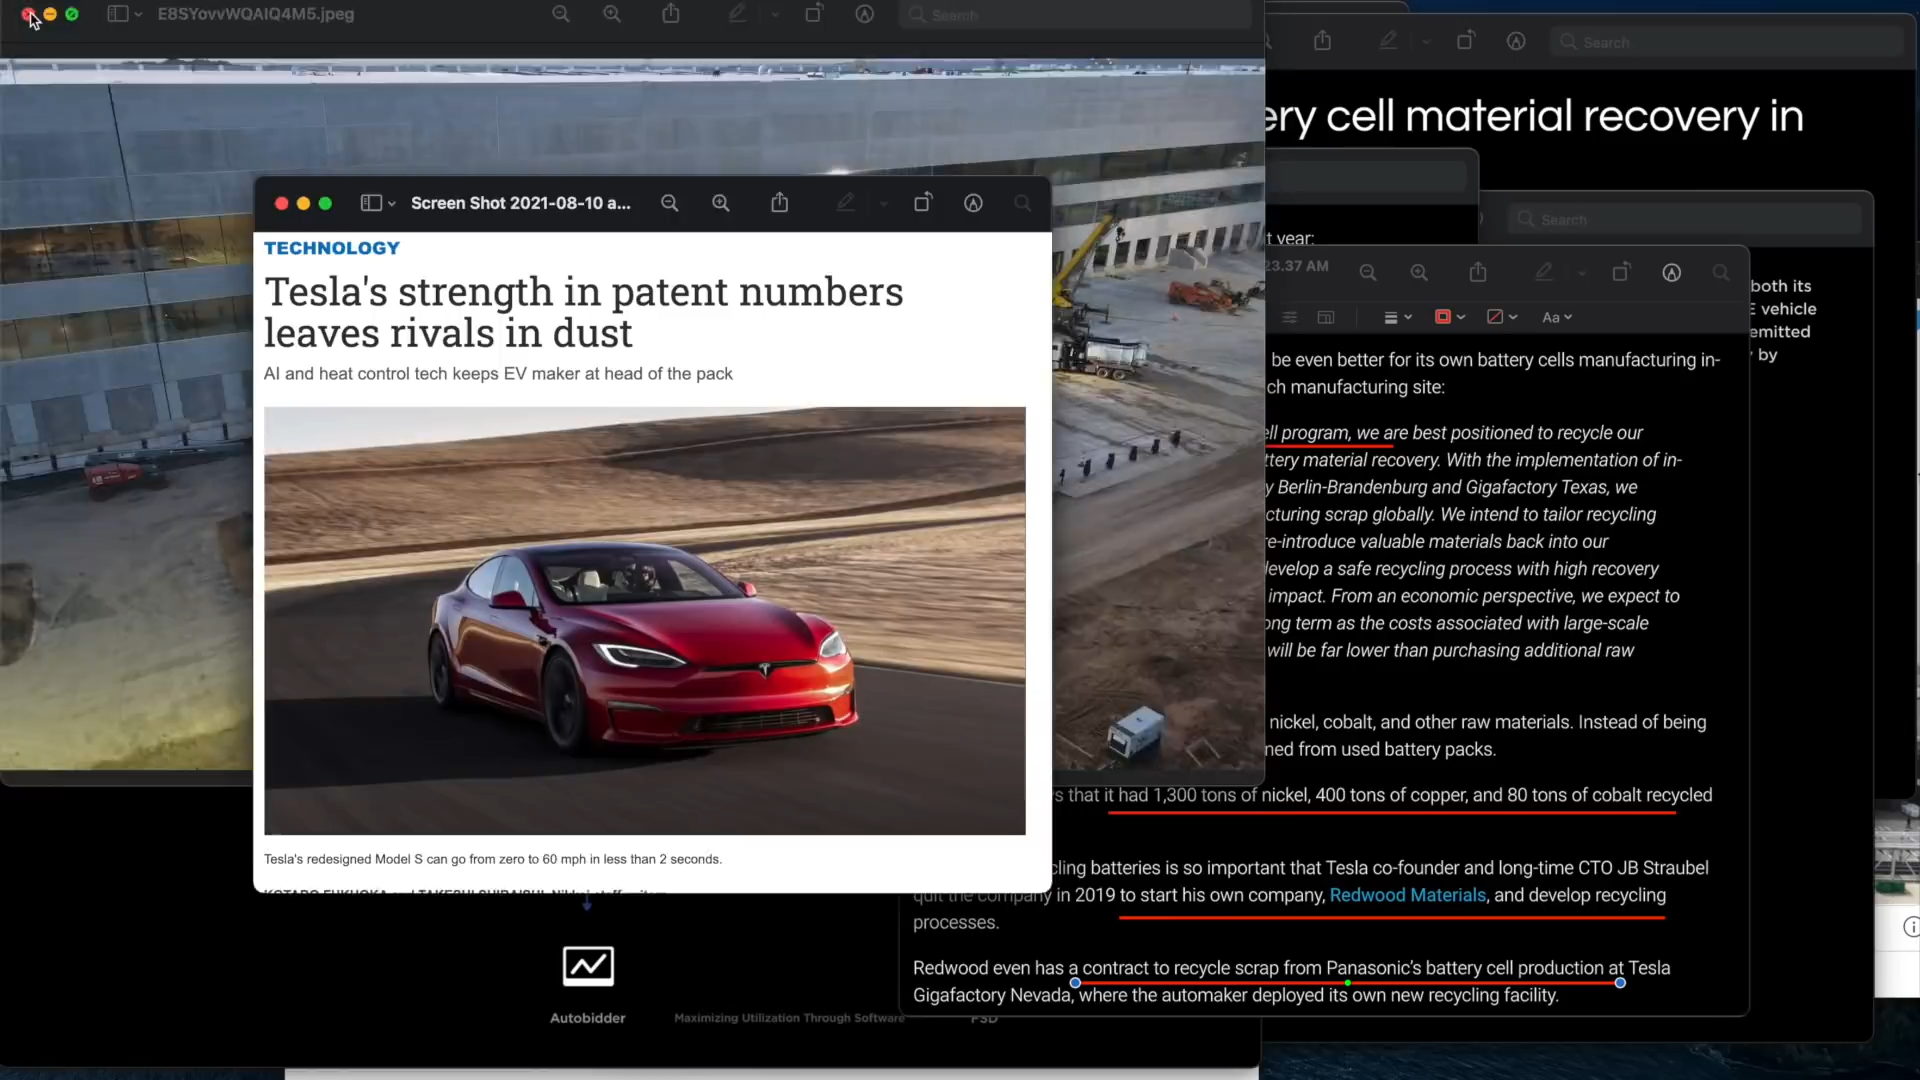 E8SYovvWQAIQ4M5.jpeg
Search
Search
ery cell material recovery in
Screen Shot 2021-08-10 a...
TECHNOLOGY
Tesla's strength in patent numbers
leaves rivals in dust
AI and heat control tech keeps EV maker at head of the pack
Tesla's redesigned Model S can go from zero to 60 mph in less than 2 seconds.
t year:
Search
both its
E vehicle
emitted
by
23.37 AM
Aa
be even better for its own battery cells manufacturing in-
ch manufacturing site:
ell program, we are best positioned to recycle our
ttery material recovery. With the implementation of in-
y Berlin-Brandenburg and Gigafactory Texas, we
cturing scrap globally. We intend to tailor recycling
re-introduce valuable materials back into our
develop a safe recycling process with high recovery
impact. From an economic perspective, we expect to
ong term as the costs associated with large-scale
will be far lower than purchasing additional raw
nickel, cobalt, and other raw materials. Instead of being
ned from used battery packs.
s that it had 1,300 tons of nickel, 400 tons of copper, and 80 tons of cobalt recycled
cling batteries is so important that Tesla co-founder and long-time CTO JB Straubel
quit the company in 2019 to start his own company, Redwood Materials, and develop recycling
processes.
Redwood even has a contract to recycle scrap from Panasonic's battery cell production at Tesla
Gigafactory Nevada, where the automaker deployed its own new recycling facility.
Autobidder
Maximizing Utilization Through Software
FSD